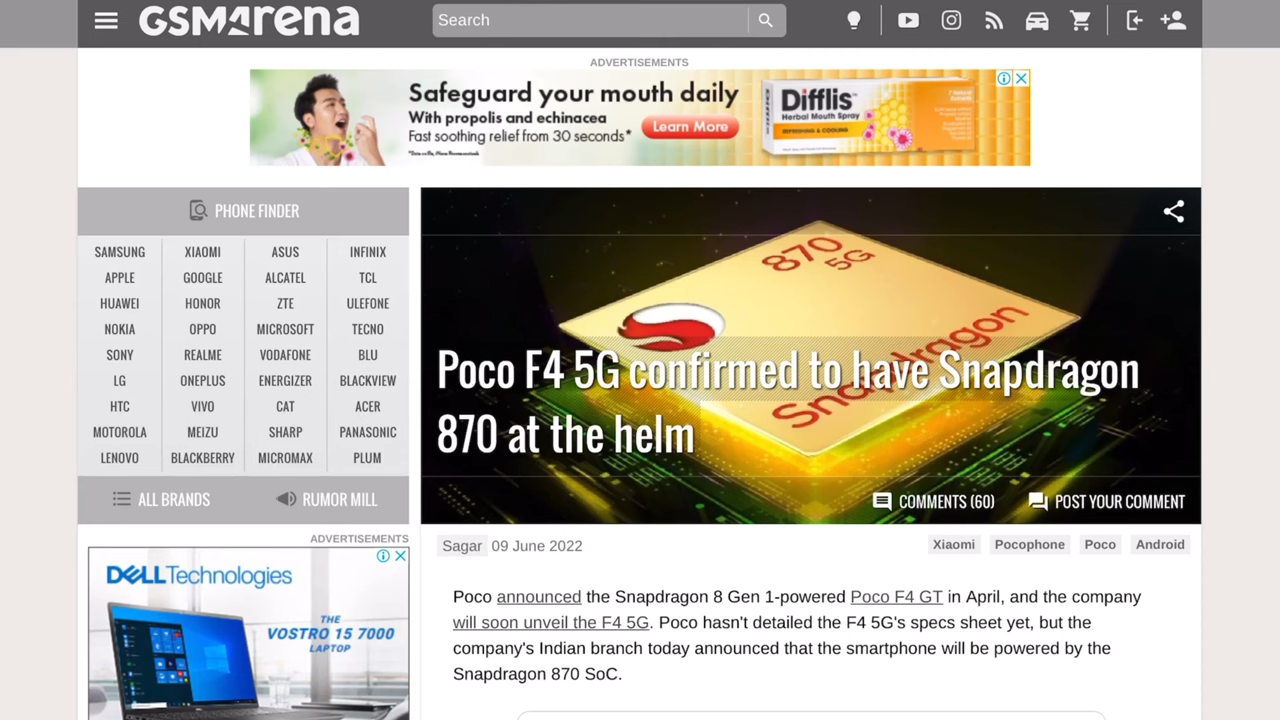 GSMArena
Search
ADVERTISEMENTS
Safeguard your mouth daily
With propolis and echinacea
Fast soothing relief from 30 seconds*
Learn More
Difflis
Herbal Mouth Spray
REFRESHING & COOLING
PHONE FINDER
SAMSUNG XIAOMI ASUS INFINIX
APPLE GOOGLE ALCATEL TCL
HUAWEI HONOR ZTE ULEFONE
NOKIA OPPO MICROSOFT TECNO
SONY REALME VODAFONE BLU
LG ONEPLUS ENERGIZER BLACKVIEW
HTC VIVO CAT ACER
MOTOROLA MEIZU SHARP PANASONIC
LENOVO BLACKBERRY MICROMAX PLUM
ALL BRANDS RUMOR MILL
870
5G
Snapdragon
Poco F4 5G confirmed to have Snapdragon
870 at the helm
COMMENTS (60) POST YOUR COMMENT
ADVERTISEMENTS
DELL Technologies
THE
VOSTRO 15 7000
LAPTOP
Sagar 09 June 2022
Xiaomi Pocophone Poco Android
Poco announced the Snapdragon 8 Gen 1-powered Poco F4 GT in April, and the company
will soon unveil the F4 5G. Poco hasn't detailed the F4 5G's specs sheet yet, but the
company's Indian branch today announced that the smartphone will be powered by the
Snapdragon 870 SoC.